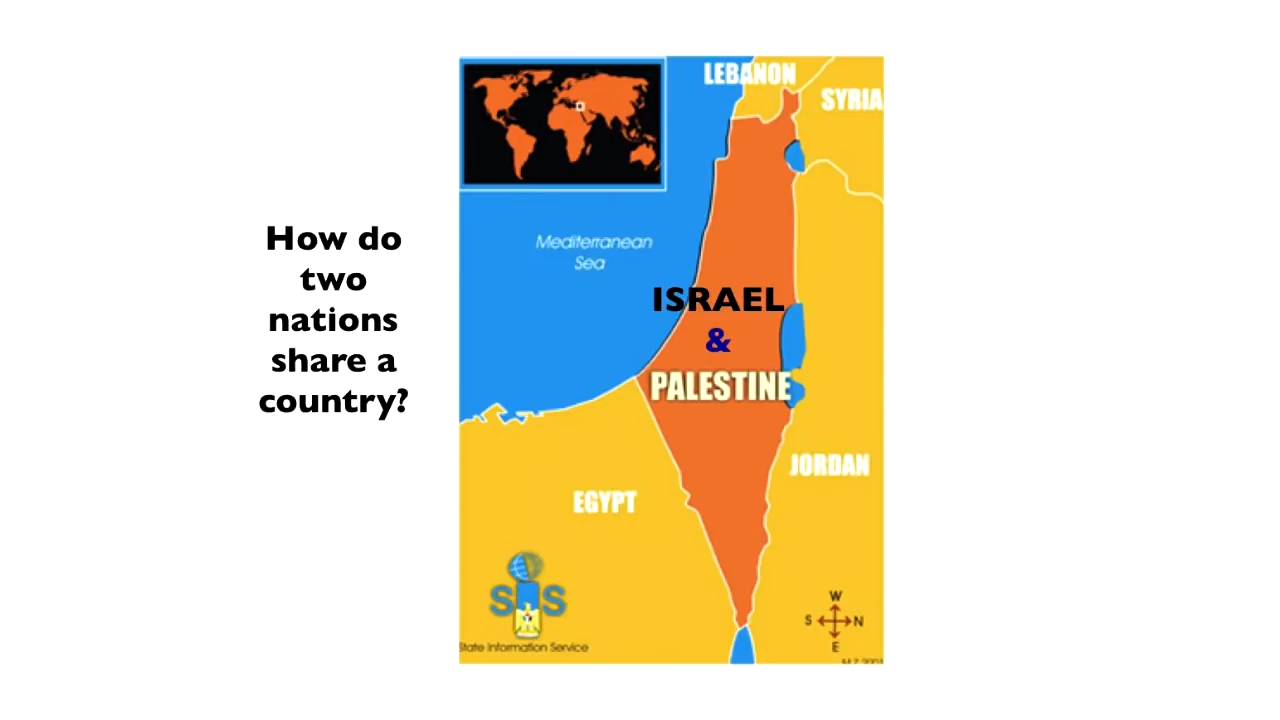 How do
two
nations
share a
country?
LEBANON
SYRIA
Mediterranean
Sea
ISRAEL
&
PALESTINE
JORDAN
EGYPT
SIS
State Information Service
W
S N
E